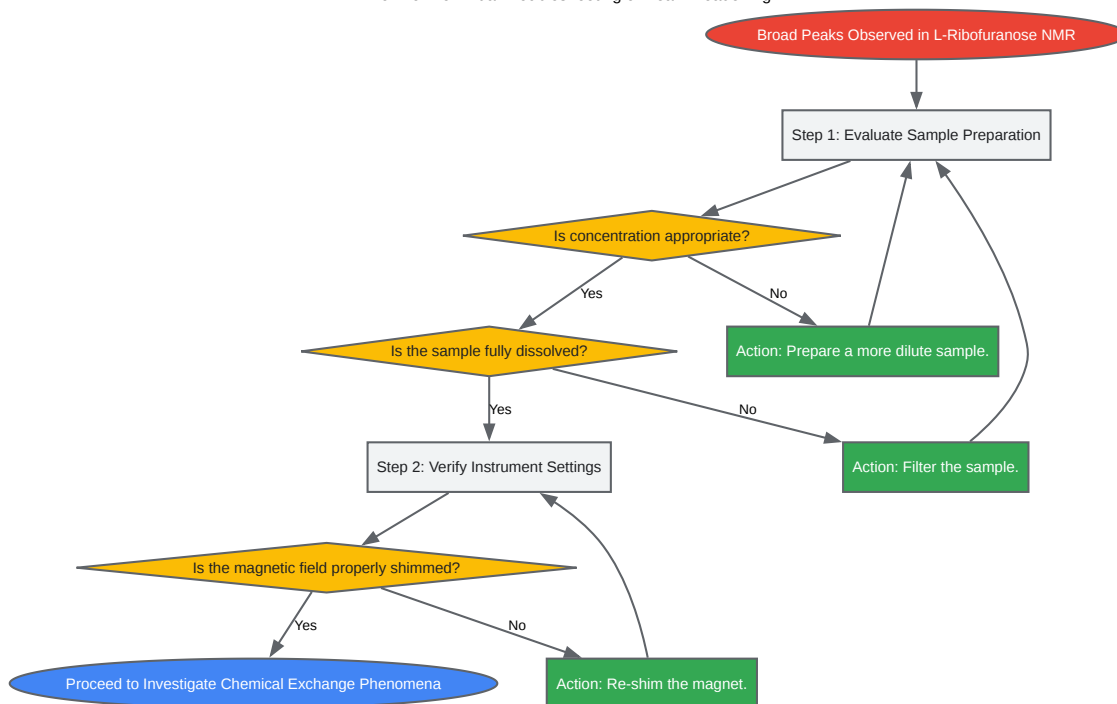 Broad Peaks Observed in L-Ribofuranose NMR
Step 1: Evaluate Sample Preparation
Is concentration appropriate?
Yes
No
Is the sample fully dissolved?
Action: Prepare a more dilute sample.
Yes
No
Step 2: Verify Instrument Settings
Action: Filter the sample.
Is the magnetic field properly shimmed?
Yes
No
Proceed to Investigate Chemical Exchange Phenomena
Action: Re-shim the magnet.